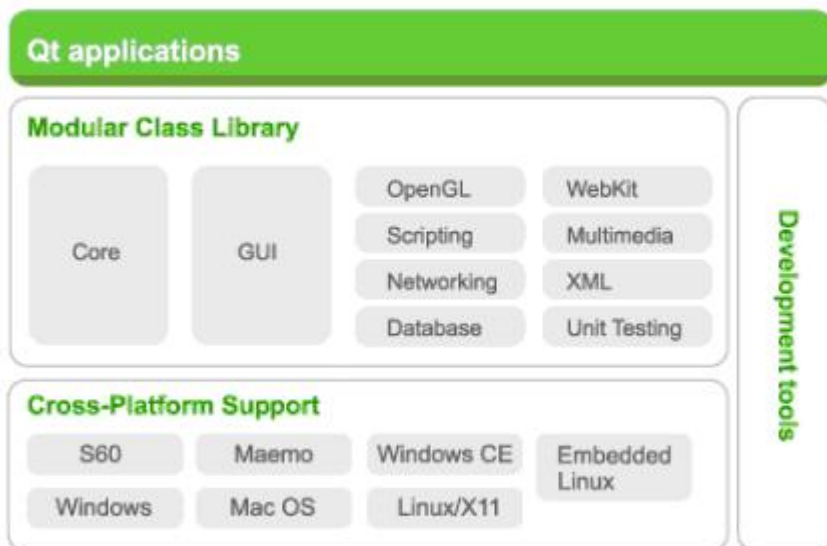 Qt applications
Modular Class Library
Core
GUI
OpenGL
WebKit
Scripting
Multimedia
Networking
XML
Database
Unit Testing
Cross-Platform Support
S60
Maemo
Windows CE
Embedded
Linux
Windows
Mac OS
Linux/X11
Development tools